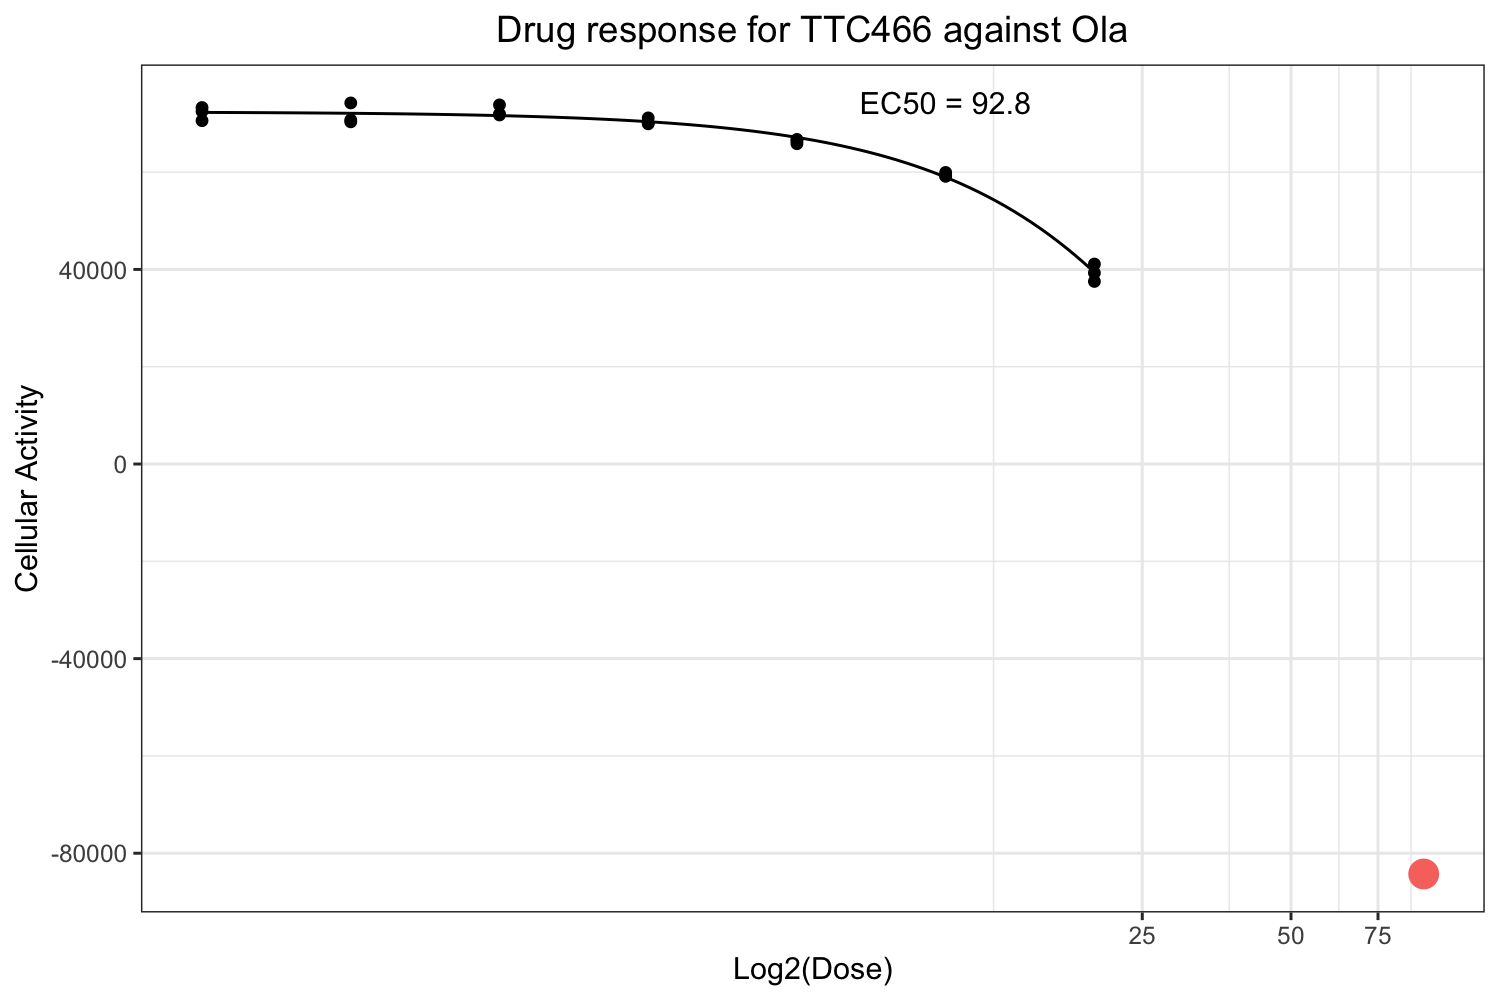 Drug response for TTC466 against Ola
EC50 = 92.8
40000
0
-40000
-80000
Cellular Activity
25 50 75
Log2(Dose)